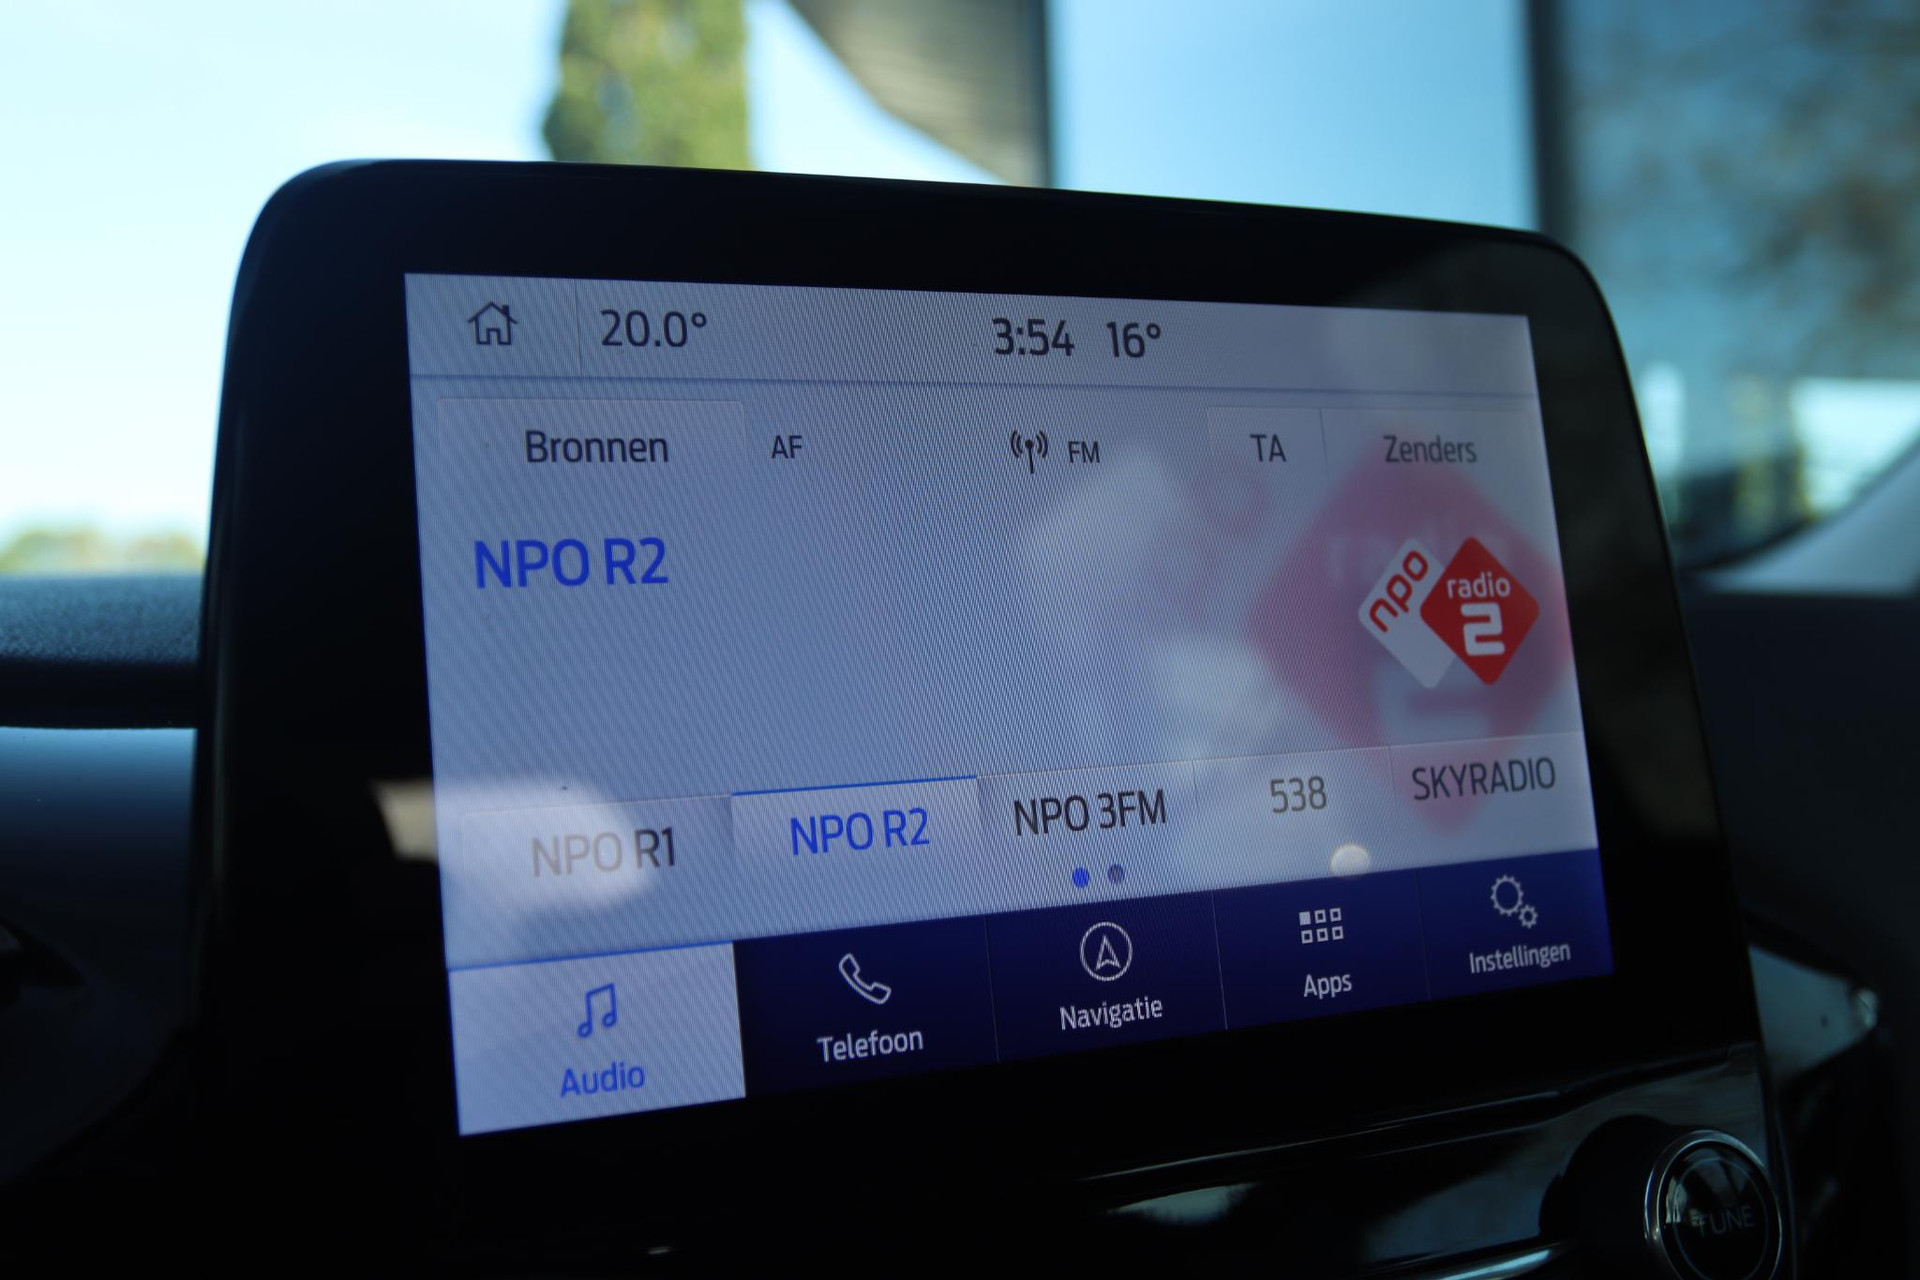 20.0° 3:54 16°
Bronnen AF FM TA Zenders
NPO R2
npo radio 2
NPO R1 NPO R2 NPO 3FM 538 SKYRADIO
Audio Telefoon Navigatie Apps Instellingen
TUNE